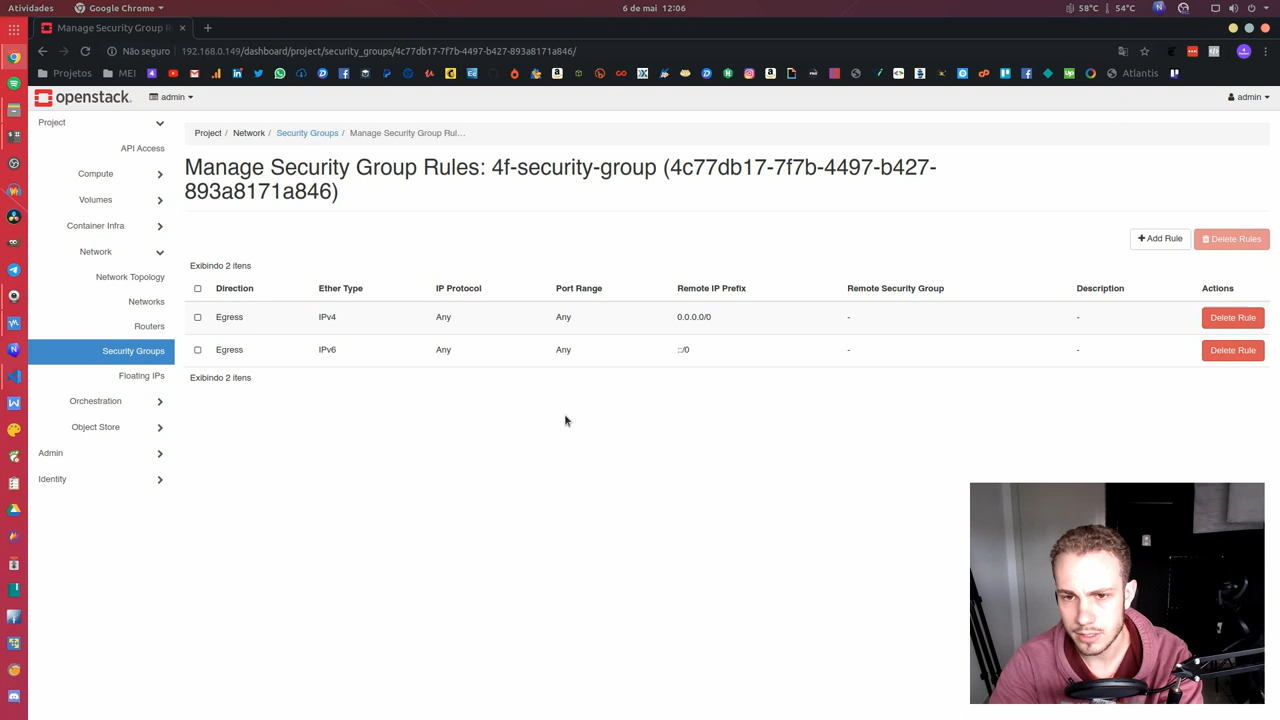 Atividades Google Chrome 6 de mai 12:06 58°C 54°C
Manage Security Group R
Não seguro 192.168.0.149/dashboard/project/security_groups/4c77db17-7f7b-4497-b427-893a8171a846/
Projetos MEI Atlantis
openstack. admin admin
Project
API Access
Compute
Volumes
Container Infra
Network
Network Topology
Networks
Routers
Security Groups
Floating IPs
Orchestration
Object Store
Admin
Identity
Project / Network / Security Groups / Manage Security Group Rul...
Manage Security Group Rules: 4f-security-group (4c77db17-7f7b-4497-b427-
893a8171a846)
+ Add Rule Delete Rules
Exibindo 2 itens
Direction Ether Type IP Protocol Port Range Remote IP Prefix Remote Security Group Description Actions
Egress IPv4 Any Any 0.0.0.0/0 - - Delete Rule
Egress IPv6 Any Any ::/0 - - Delete Rule
Exibindo 2 itens